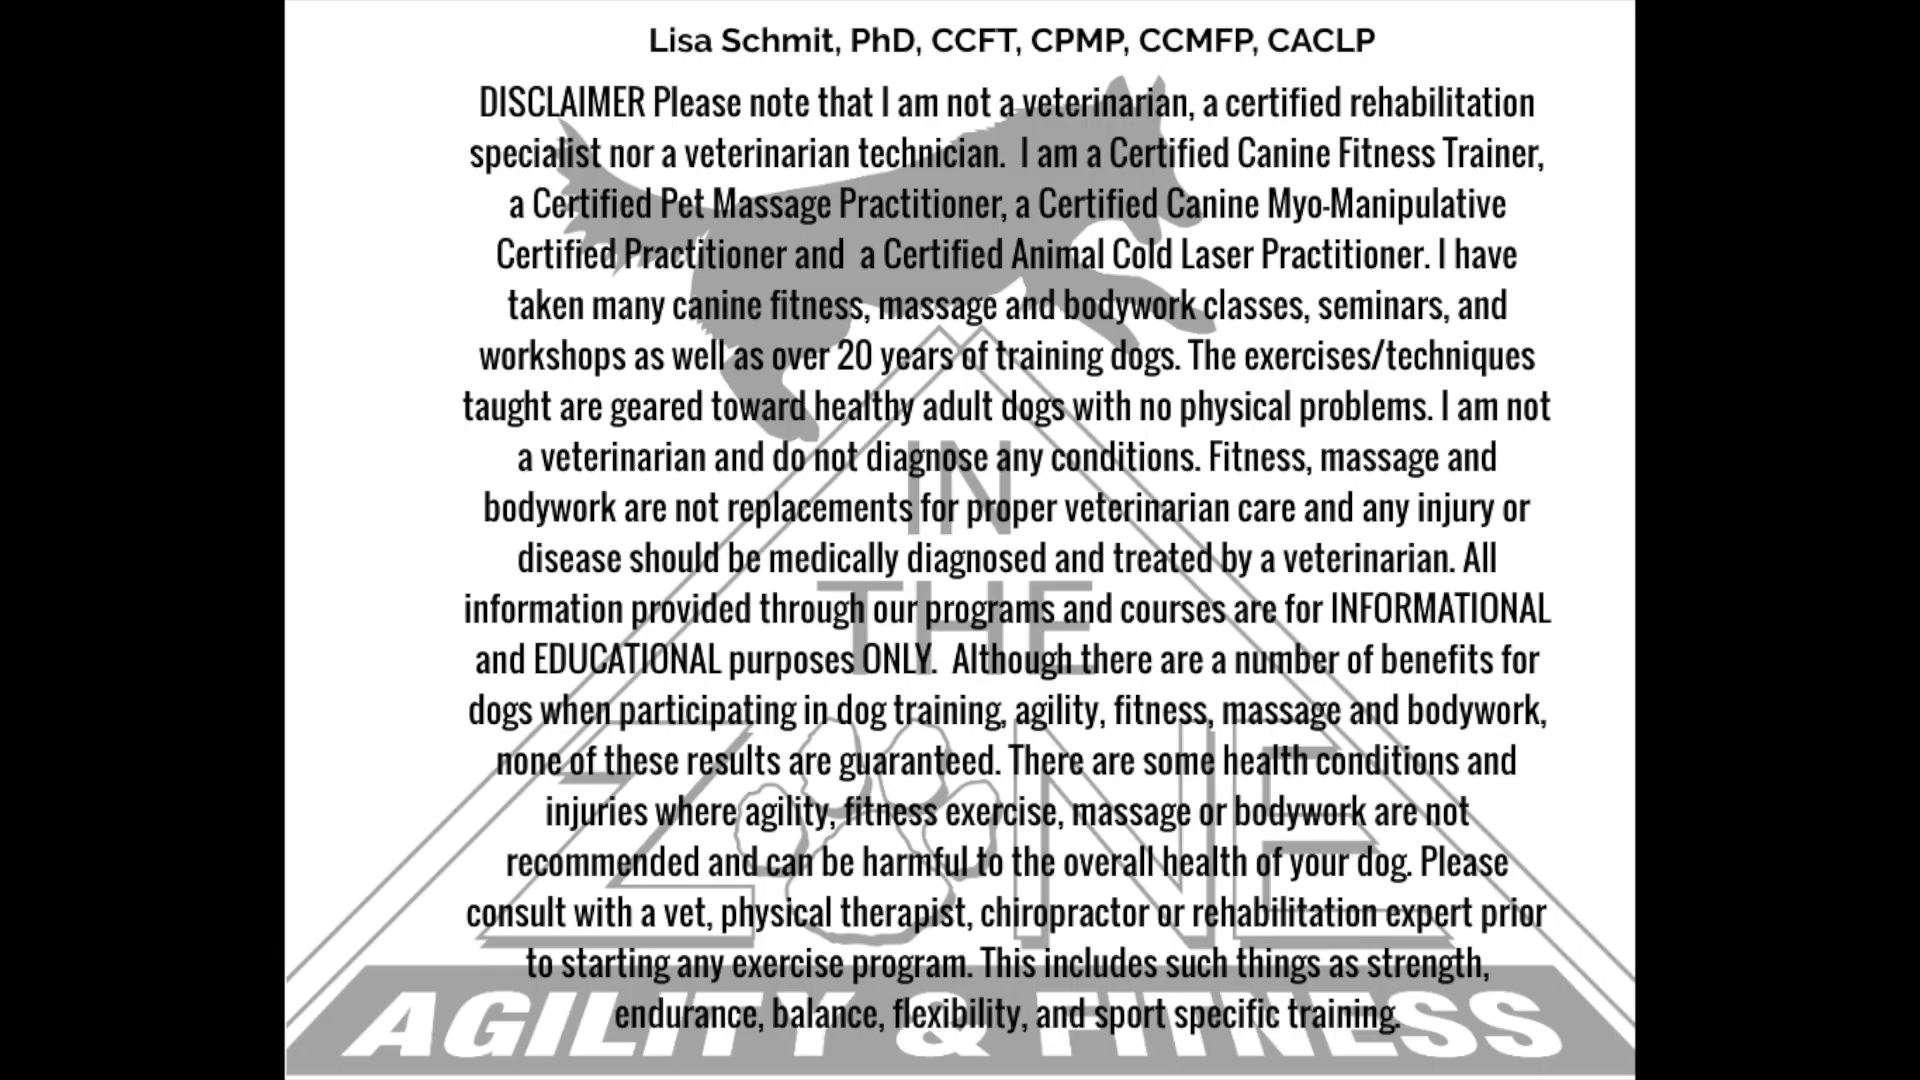 Lisa Schmit, PhD, CCFT, CPMP, CCMFP, CACLP
DISCLAIMER Please note that I am not a veterinarian, a certified rehabilitation
specialist nor a veterinarian technician.  I am a Certified Canine Fitness Trainer,
a Certified Pet Massage Practitioner, a Certified Canine Myo-Manipulative
Certified Practitioner and  a Certified Animal Cold Laser Practitioner. I have
taken many canine fitness, massage and bodywork classes, seminars, and
workshops as well as over 20 years of training dogs. The exercises/techniques
taught are geared toward healthy adult dogs with no physical problems. I am not
a veterinarian and do not diagnose any conditions. Fitness, massage and
bodywork are not replacements for proper veterinarian care and any injury or
disease should be medically diagnosed and treated by a veterinarian. All
information provided through our programs and courses are for INFORMATIONAL
and EDUCATIONAL purposes ONLY.  Although there are a number of benefits for
dogs when participating in dog training, agility, fitness, massage and bodywork,
none of these results are guaranteed. There are some health conditions and
injuries where agility, fitness exercise, massage or bodywork are not
recommended and can be harmful to the overall health of your dog. Please
consult with a vet, physical therapist, chiropractor or rehabilitation expert prior
to starting any exercise program. This includes such things as strength,
endurance, balance, flexibility, and sport specific training.
IN
THE
ZONE
AGILITY & FITNESS